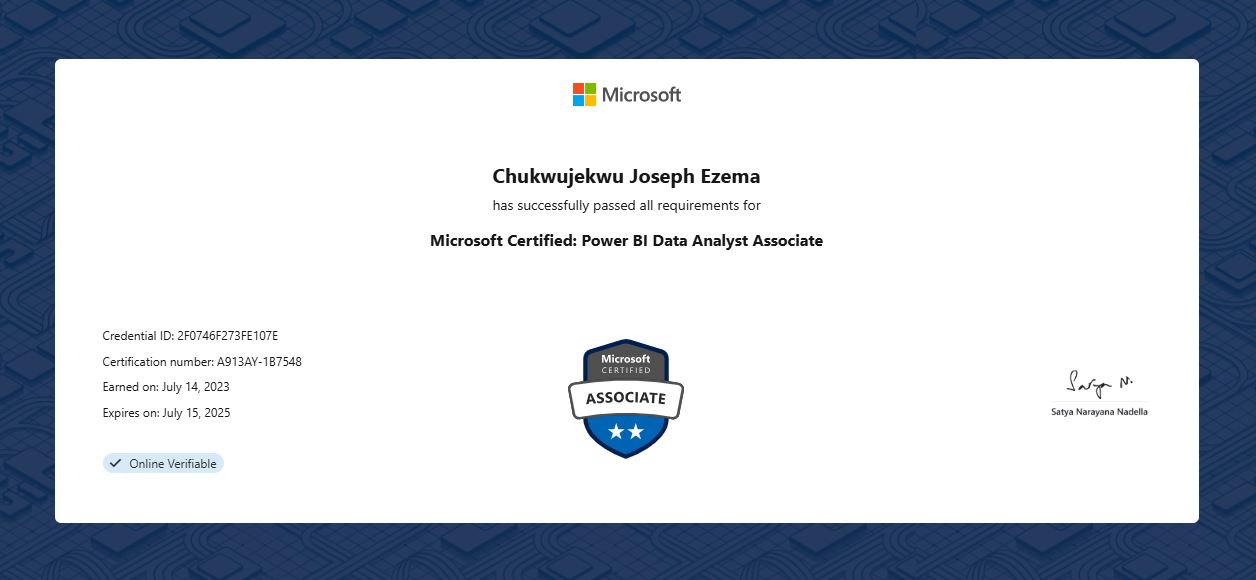 Microsoft
Chukwujekwu Joseph Ezema
has successfully passed all requirements for
Microsoft Certified: Power BI Data Analyst Associate
Credential ID: 2F0746F273FE107E
Certification number: A913AY-1B7548
Earned on: July 14, 2023
Expires on: July 15, 2025
Online Verifiable
Microsoft
CERTIFIED
ASSOCIATE
Satya N.
Satya Narayana Nadella